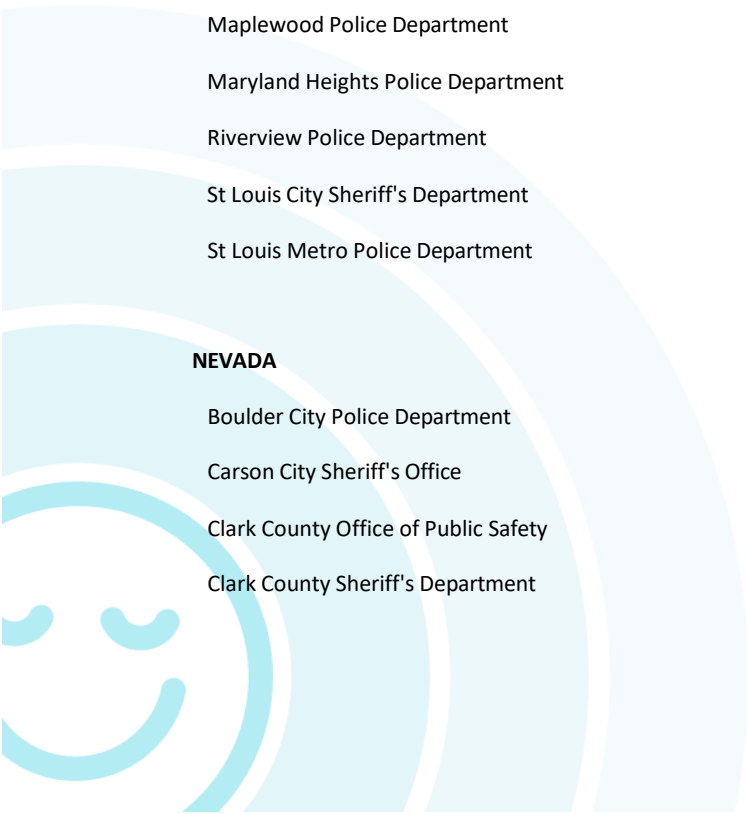 Maplewood Police Department
Maryland Heights Police Department
Riverview Police Department
St Louis City Sheriff's Department
St Louis Metro Police Department
NEVADA
Boulder City Police Department
Carson City Sheriff's Office
Clark County Office of Public Safety
Clark County Sheriff's Department